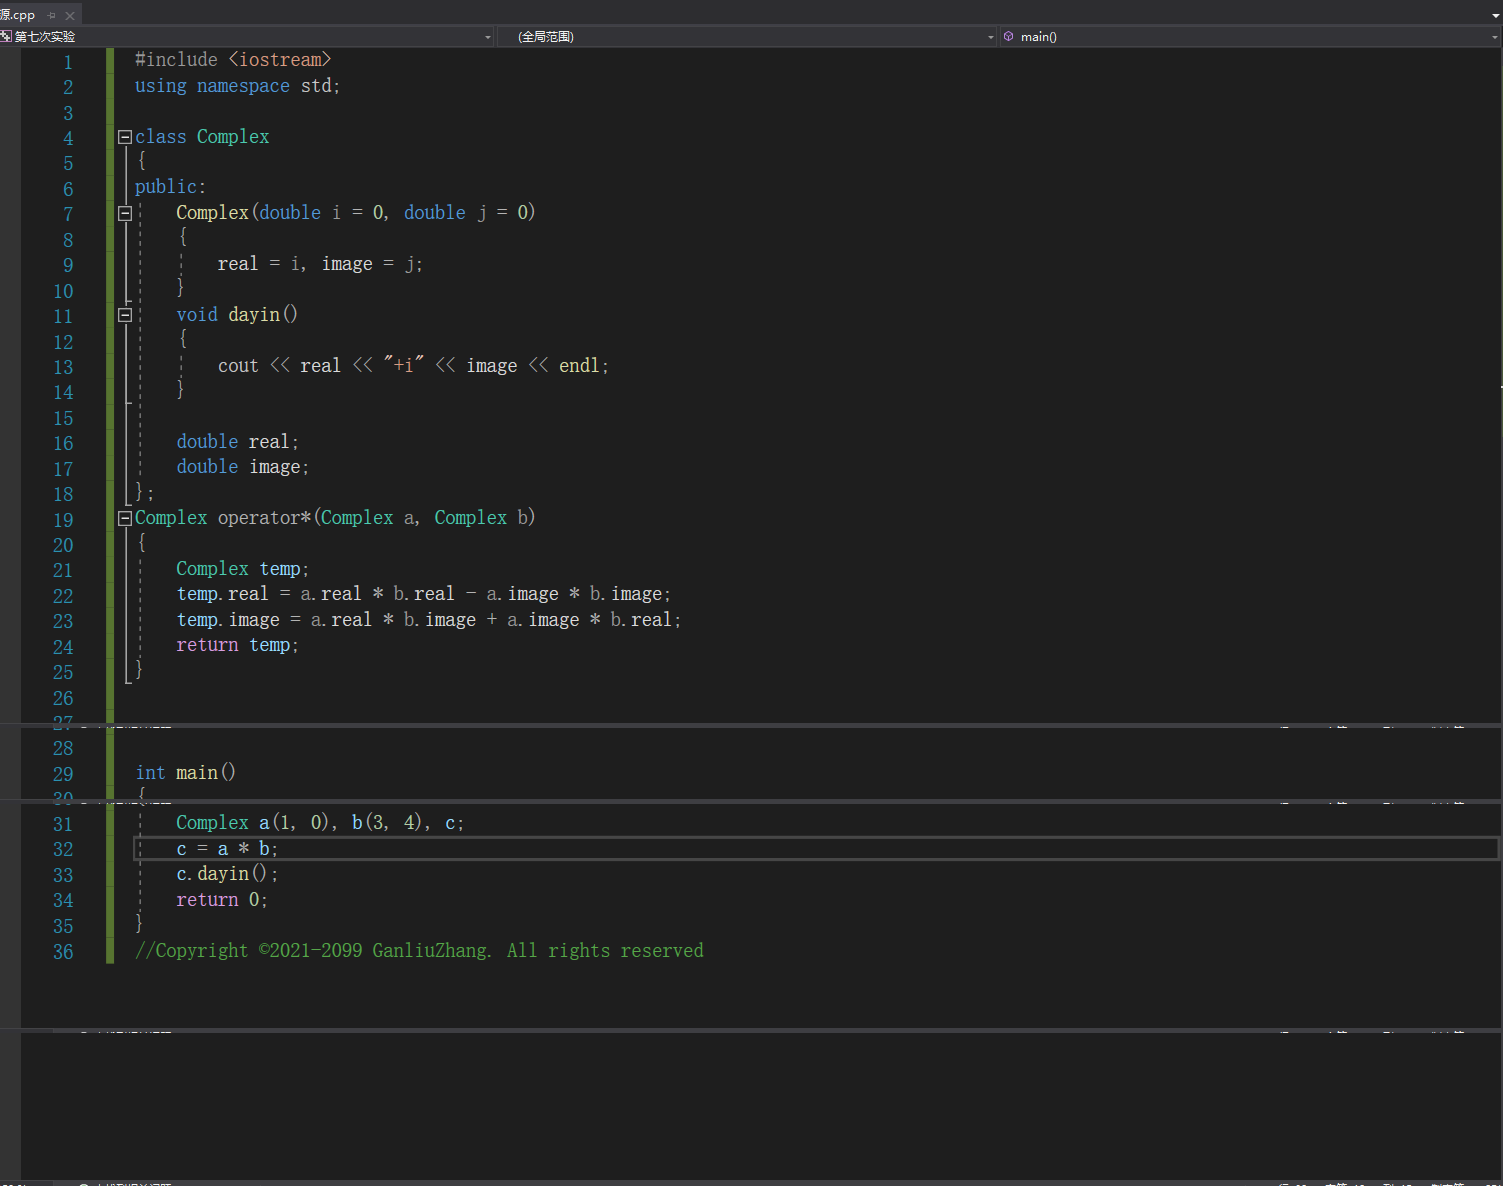 源.cpp
第七次实验 (全局范围) main()
1 #include <iostream>
2 using namespace std;
3
4 class Complex
5 {
6 public:
7 Complex(double i = 0, double j = 0)
8 {
9 real = i, image = j;
10 }
11 void dayin()
12 {
13 cout << real << "+i" << image << endl;
14 }
15
16 double real;
17 double image;
18 };
19 Complex operator*(Complex a, Complex b)
20 {
21 Complex temp;
22 temp.real = a.real * b.real - a.image * b.image;
23 temp.image = a.real * b.image + a.image * b.real;
24 return temp;
25 }
26
27
28
29 int main()
30 {
31 Complex a(1, 0), b(3, 4), c;
32 c = a * b;
33 c.dayin();
34 return 0;
35 }
36 //Copyright ©2021-2099 GanliuZhang. All rights reserved